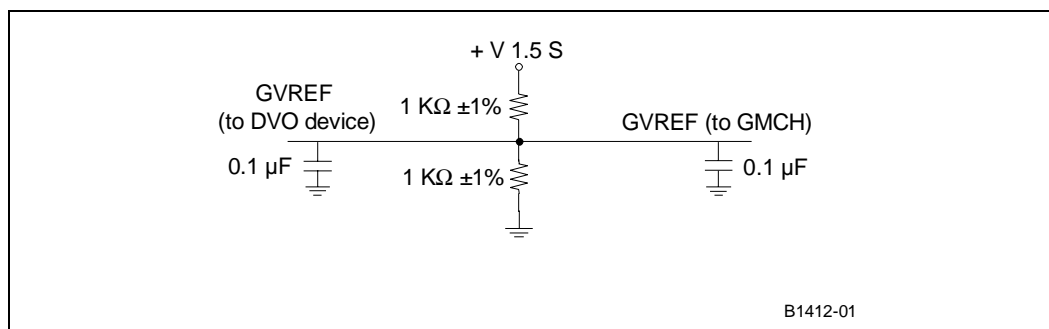 + V 1.5 S
GVREF
(to DVO device)
1 KΩ ±1%
GVREF (to GMCH)
0.1 µF
1 KΩ ±1%
0.1 µF
B1412-01